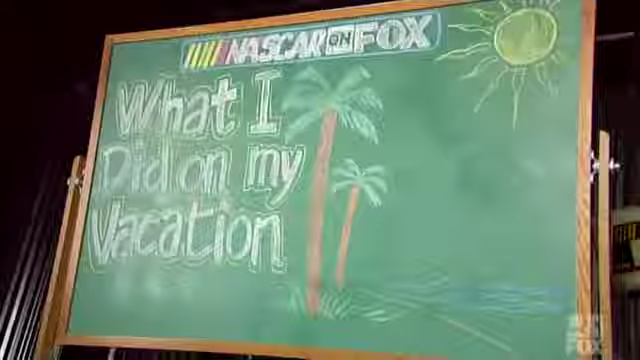 NASCAR ON FOX
What I
Did on my
Vacation
FOX